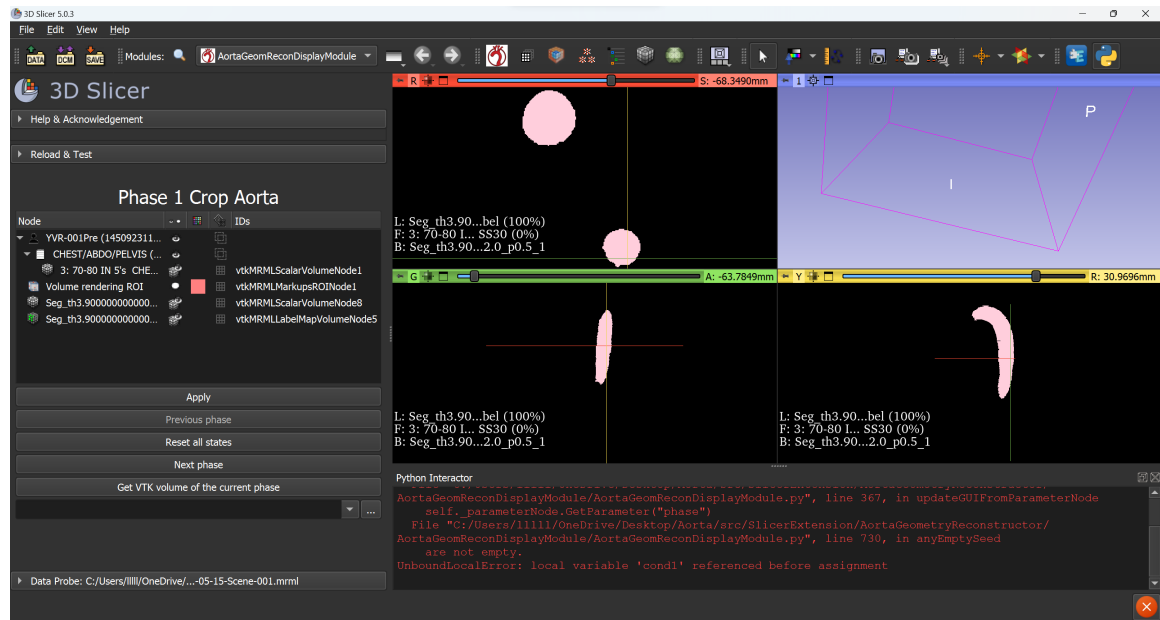 3D Slicer 5.0.3
File Edit View Help
DATA DCM SAVE Modules: AortaGeomReconDisplayModule
3D Slicer
Help & Acknowledgement
Reload & Test
Phase 1 Crop Aorta
Node IDs
YVR-001Pre (145092311...
CHEST/ABDO/PELVIS (...
3: 70-80 IN 5's CHE... vtkMRMLScalarVolumeNode1
Volume rendering ROI vtkMRMLMarkupsROINode1
Seg_th3.900000000000... vtkMRMLScalarVolumeNode8
Seg_th3.900000000000... vtkMRMLLabelMapVolumeNode5
Apply
Previous phase
Reset all states
Next phase
Get VTK volume of the current phase
...
Data Probe: C:/Users/lllll/OneDrive/...-05-15-Scene-001.mrml
R S: -68.3490mm
L: Seg_th3.90...bel (100%)
F: 3: 70-80 I... SS30 (0%)
B: Seg_th3.90...2.0_p0.5_1
1
P
I
G A: -63.7849mm
L: Seg_th3.90...bel (100%)
F: 3: 70-80 I... SS30 (0%)
B: Seg_th3.90...2.0_p0.5_1
Y R: 30.9696mm
L: Seg_th3.90...bel (100%)
F: 3: 70-80 I... SS30 (0%)
B: Seg_th3.90...2.0_p0.5_1
Python Interactor
AortaGeomReconDisplayModule/AortaGeomReconDisplayModule.py", line 367, in updateGUIFromParameterNode
self._parameterNode.GetParameter("phase")
File "C:/Users/lllll/OneDrive/Desktop/Aorta/src/SlicerExtension/AortaGeometryReconstructor/
AortaGeomReconDisplayModule/AortaGeomReconDisplayModule.py", line 730, in anyEmptySeed
are not empty.
UnboundLocalError: local variable 'cond1' referenced before assignment